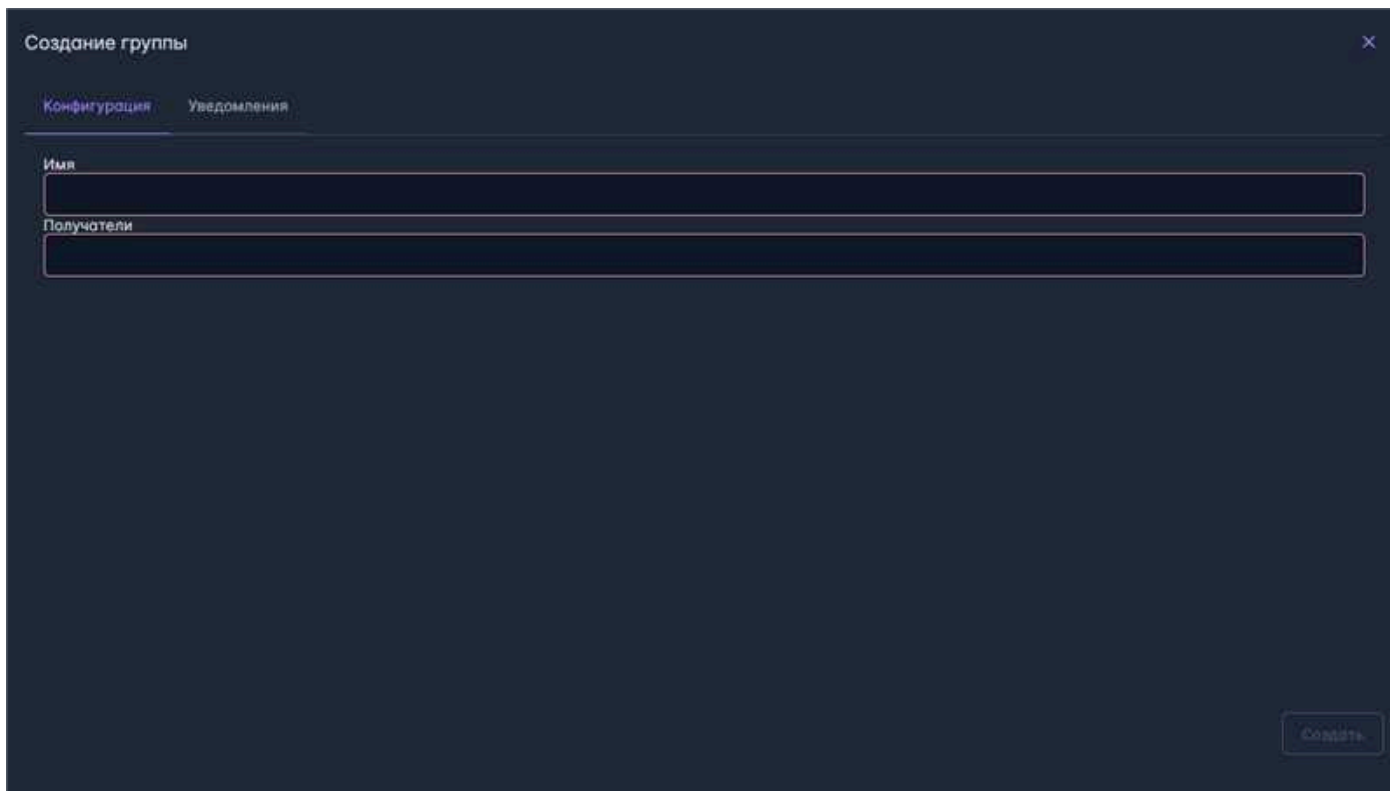 Создание группы
Конфигурация Уведомления
Имя
Получатели
Создать